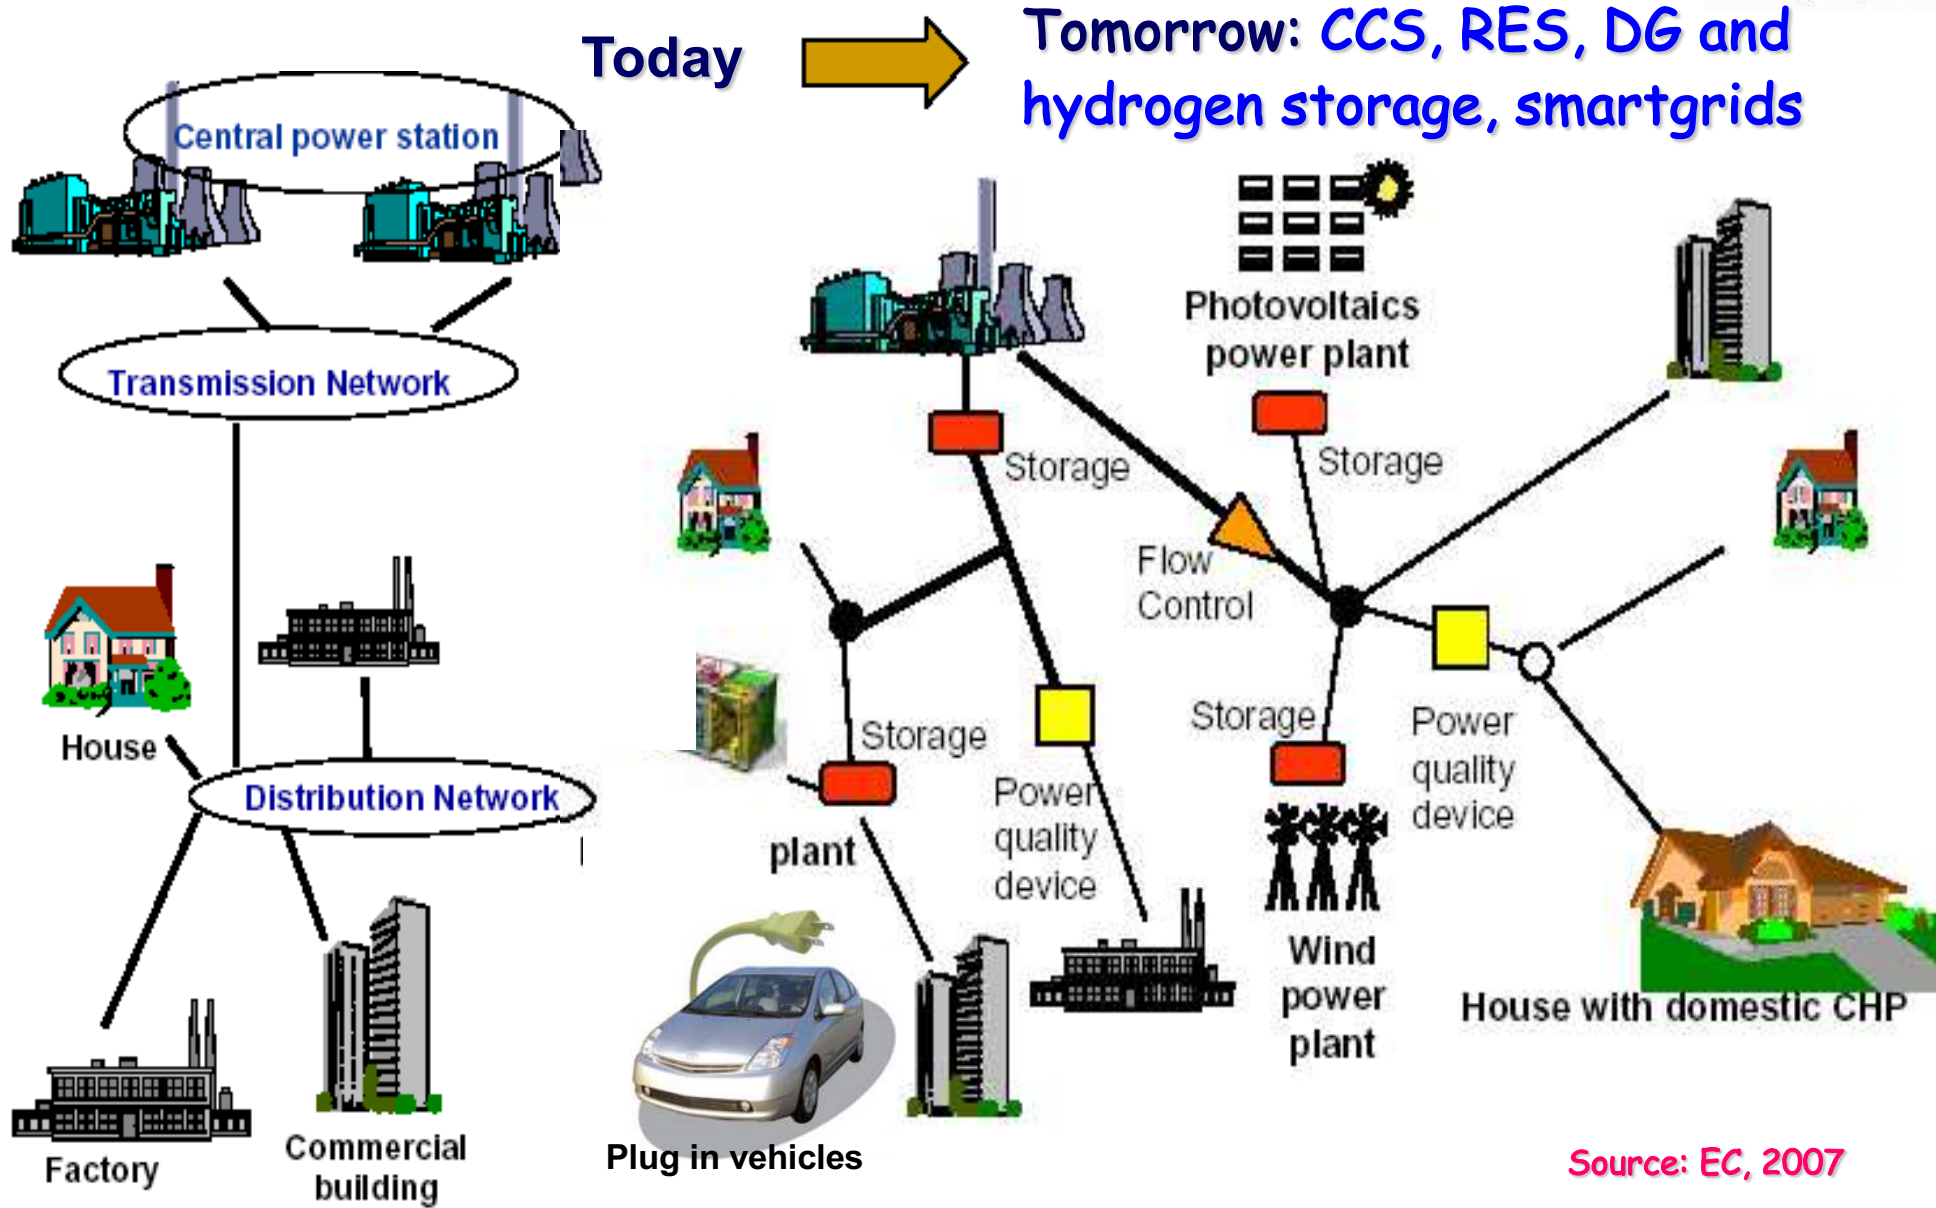 Today
Tomorrow: CCS, RES, DG and
hydrogen storage, smartgrids
Central power station
Transmission Network
House
Distribution Network
Factory
Commercial
building
Photovoltaics
power plant
Storage
Storage
Flow
Control
Storage
plant
Power
quality
device
Storage
Power
quality
device
Wind
power
plant
House with domestic CHP
Plug in vehicles
Source: EC, 2007